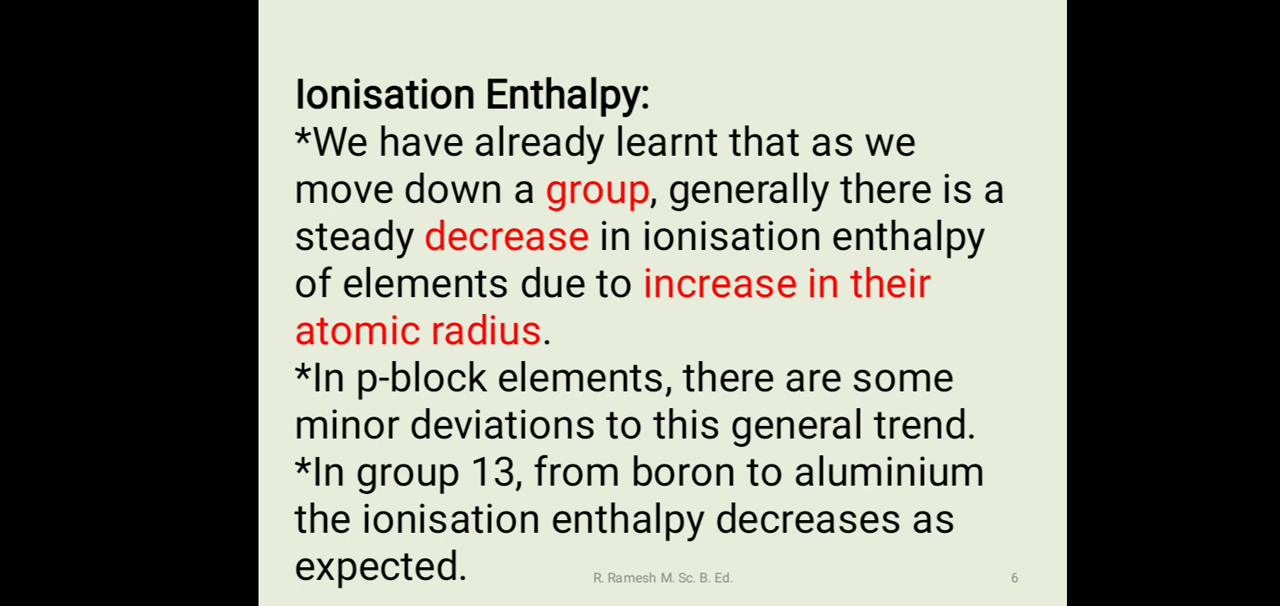 Ionisation Enthalpy:
*We have already learnt that as we
move down a group, generally there is a
steady decrease in ionisation enthalpy
of elements due to increase in their
atomic radius.
*In p-block elements, there are some
minor deviations to this general trend.
*In group 13, from boron to aluminium
the ionisation enthalpy decreases as
expected.
R. Ramesh M. Sc. B. Ed.
6